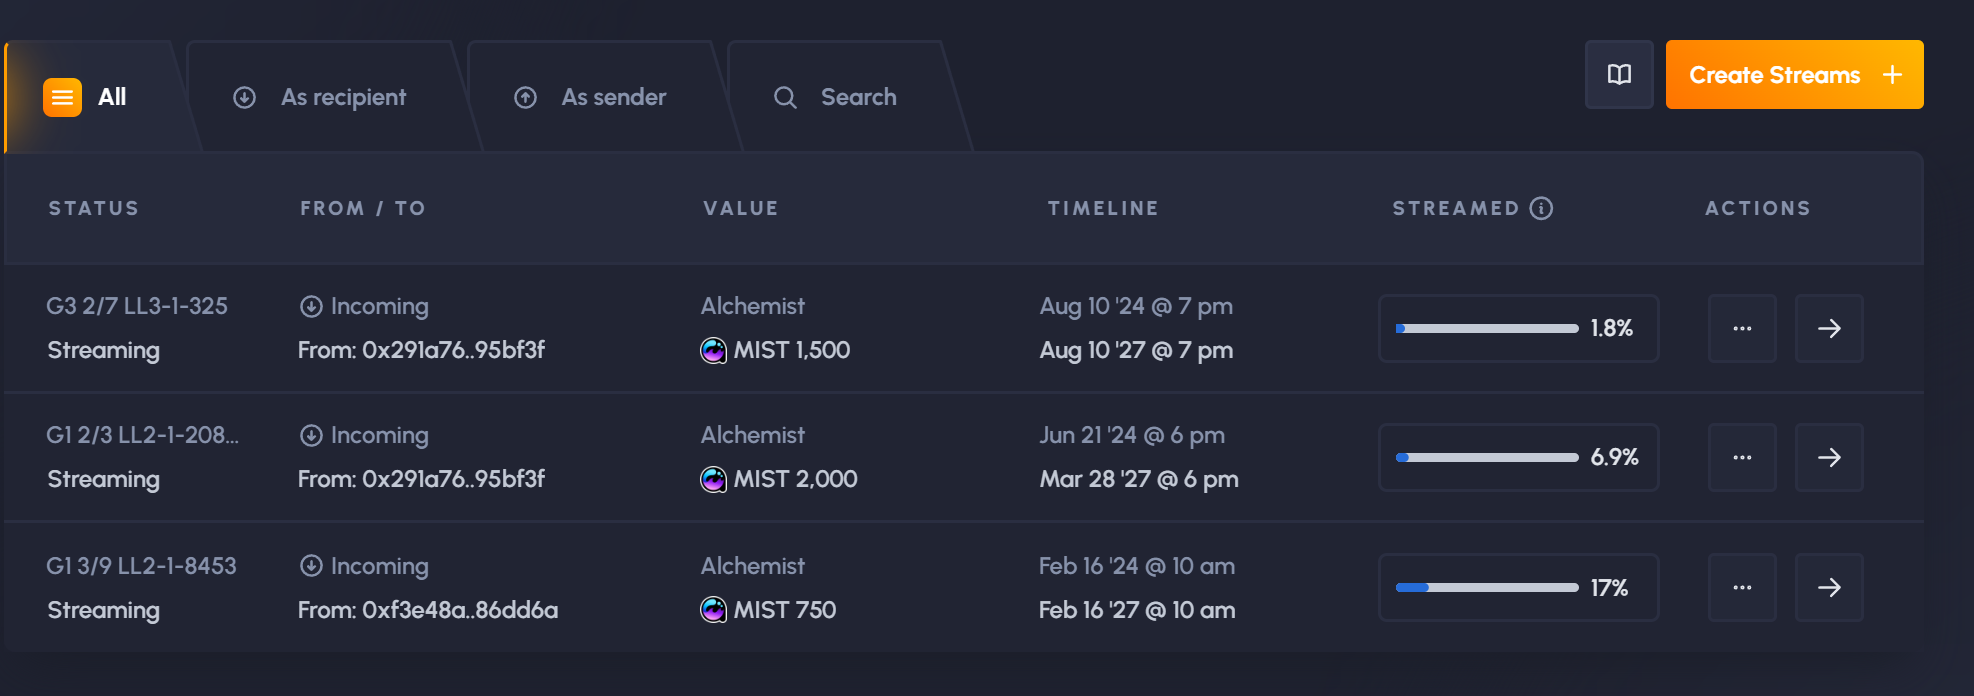 All
As recipient
As sender
Search
Create Streams
STATUS FROM / TO VALUE TIMELINE STREAMED ACTIONS
G3 2/7 LL3-1-325 Incoming Alchemist Aug 10 '24 @ 7 pm
Streaming From: 0x291a76..95bf3f MIST 1,500 Aug 10 '27 @ 7 pm
1.8%
G1 2/3 LL2-1-208... Incoming Alchemist Jun 21 '24 @ 6 pm
Streaming From: 0x291a76..95bf3f MIST 2,000 Mar 28 '27 @ 6 pm
6.9%
G1 3/9 LL2-1-8453 Incoming Alchemist Feb 16 '24 @ 10 am
Streaming From: 0xf3e48a..86dd6a MIST 750 Feb 16 '27 @ 10 am
17%